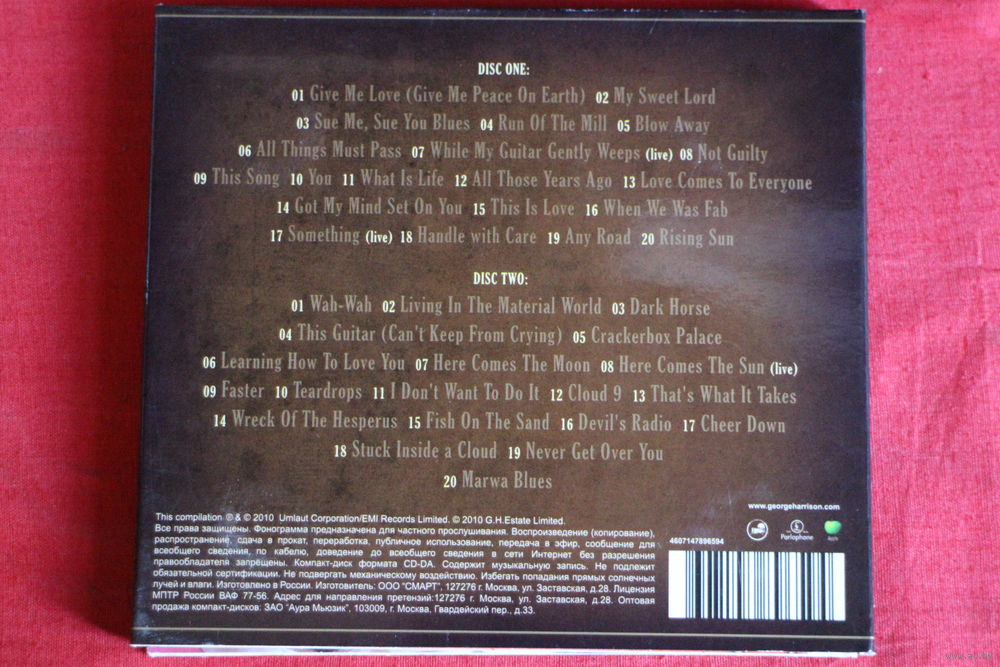 DISC ONE:
01 Give Me Love (Give Me Peace On Earth) 02 My Sweet Lord
03 Sue Me, Sue You Blues 04 Run Of The Mill 05 Blow Away
06 All Things Must Pass 07 While My Guitar Gently Weeps (live) 08 Not Guilty
09 This Song 10 You 11 What Is Life 12 All Those Years Ago 13 Love Comes To Everyone
14 Got My Mind Set On You 15 This Is Love 16 When We Was Fab
17 Something (live) 18 Handle with Care 19 Any Road 20 Rising Sun
DISC TWO:
01 Wah-Wah 02 Living In The Material World 03 Dark Horse
04 This Guitar (Can't Keep From Crying) 05 Crackerbox Palace
06 Learning How To Love You 07 Here Comes The Moon 08 Here Comes The Sun (live)
09 Faster 10 Teardrops 11 I Don't Want To Do It 12 Cloud 9 13 That's What It Takes
14 Wreck Of The Hesperus 15 Fish On The Sand 16 Devil's Radio 17 Cheer Down
18 Stuck Inside a Cloud 19 Never Get Over You
20 Marwa Blues
www.georgeharrison.com
This compilation ℗ & © 2010 Umlaut Corporation/EMI Records Limited. © 2010 G.H.Estate Limited.
Все права защищены. Фонограмма предназначена для частного прослушивания. Воспроизведение (копирование),
распространение, сдача в прокат, переработка, публичное использование, передача в эфир, сообщение для
всеобщего сведения, по кабелю, доведение до всеобщего сведения в сети Интернет без разрешения
правообладателя запрещены. Компакт-диск формата CD-DA. Содержит музыкальную запись. Не подлежит
обязательной сертификации. Не подвергать механическому воздействию. Избегать попадания прямых солнечных
лучей и влаги. Изготовлено в России. Изготовитель: ООО "СМАРТ", 127276 г. Москва, ул. Заставская, д.28. Лицензия
МПТР России ВАФ 77-56. Адрес для направления претензий:127276 г. Москва, ул. Заставская, д.28. Оптовая
продажа компакт-дисков: ЗАО "Аура Мьюзик", 103009, г. Москва. Гвардейский пер., д.33.
Parlophone
4607147896594